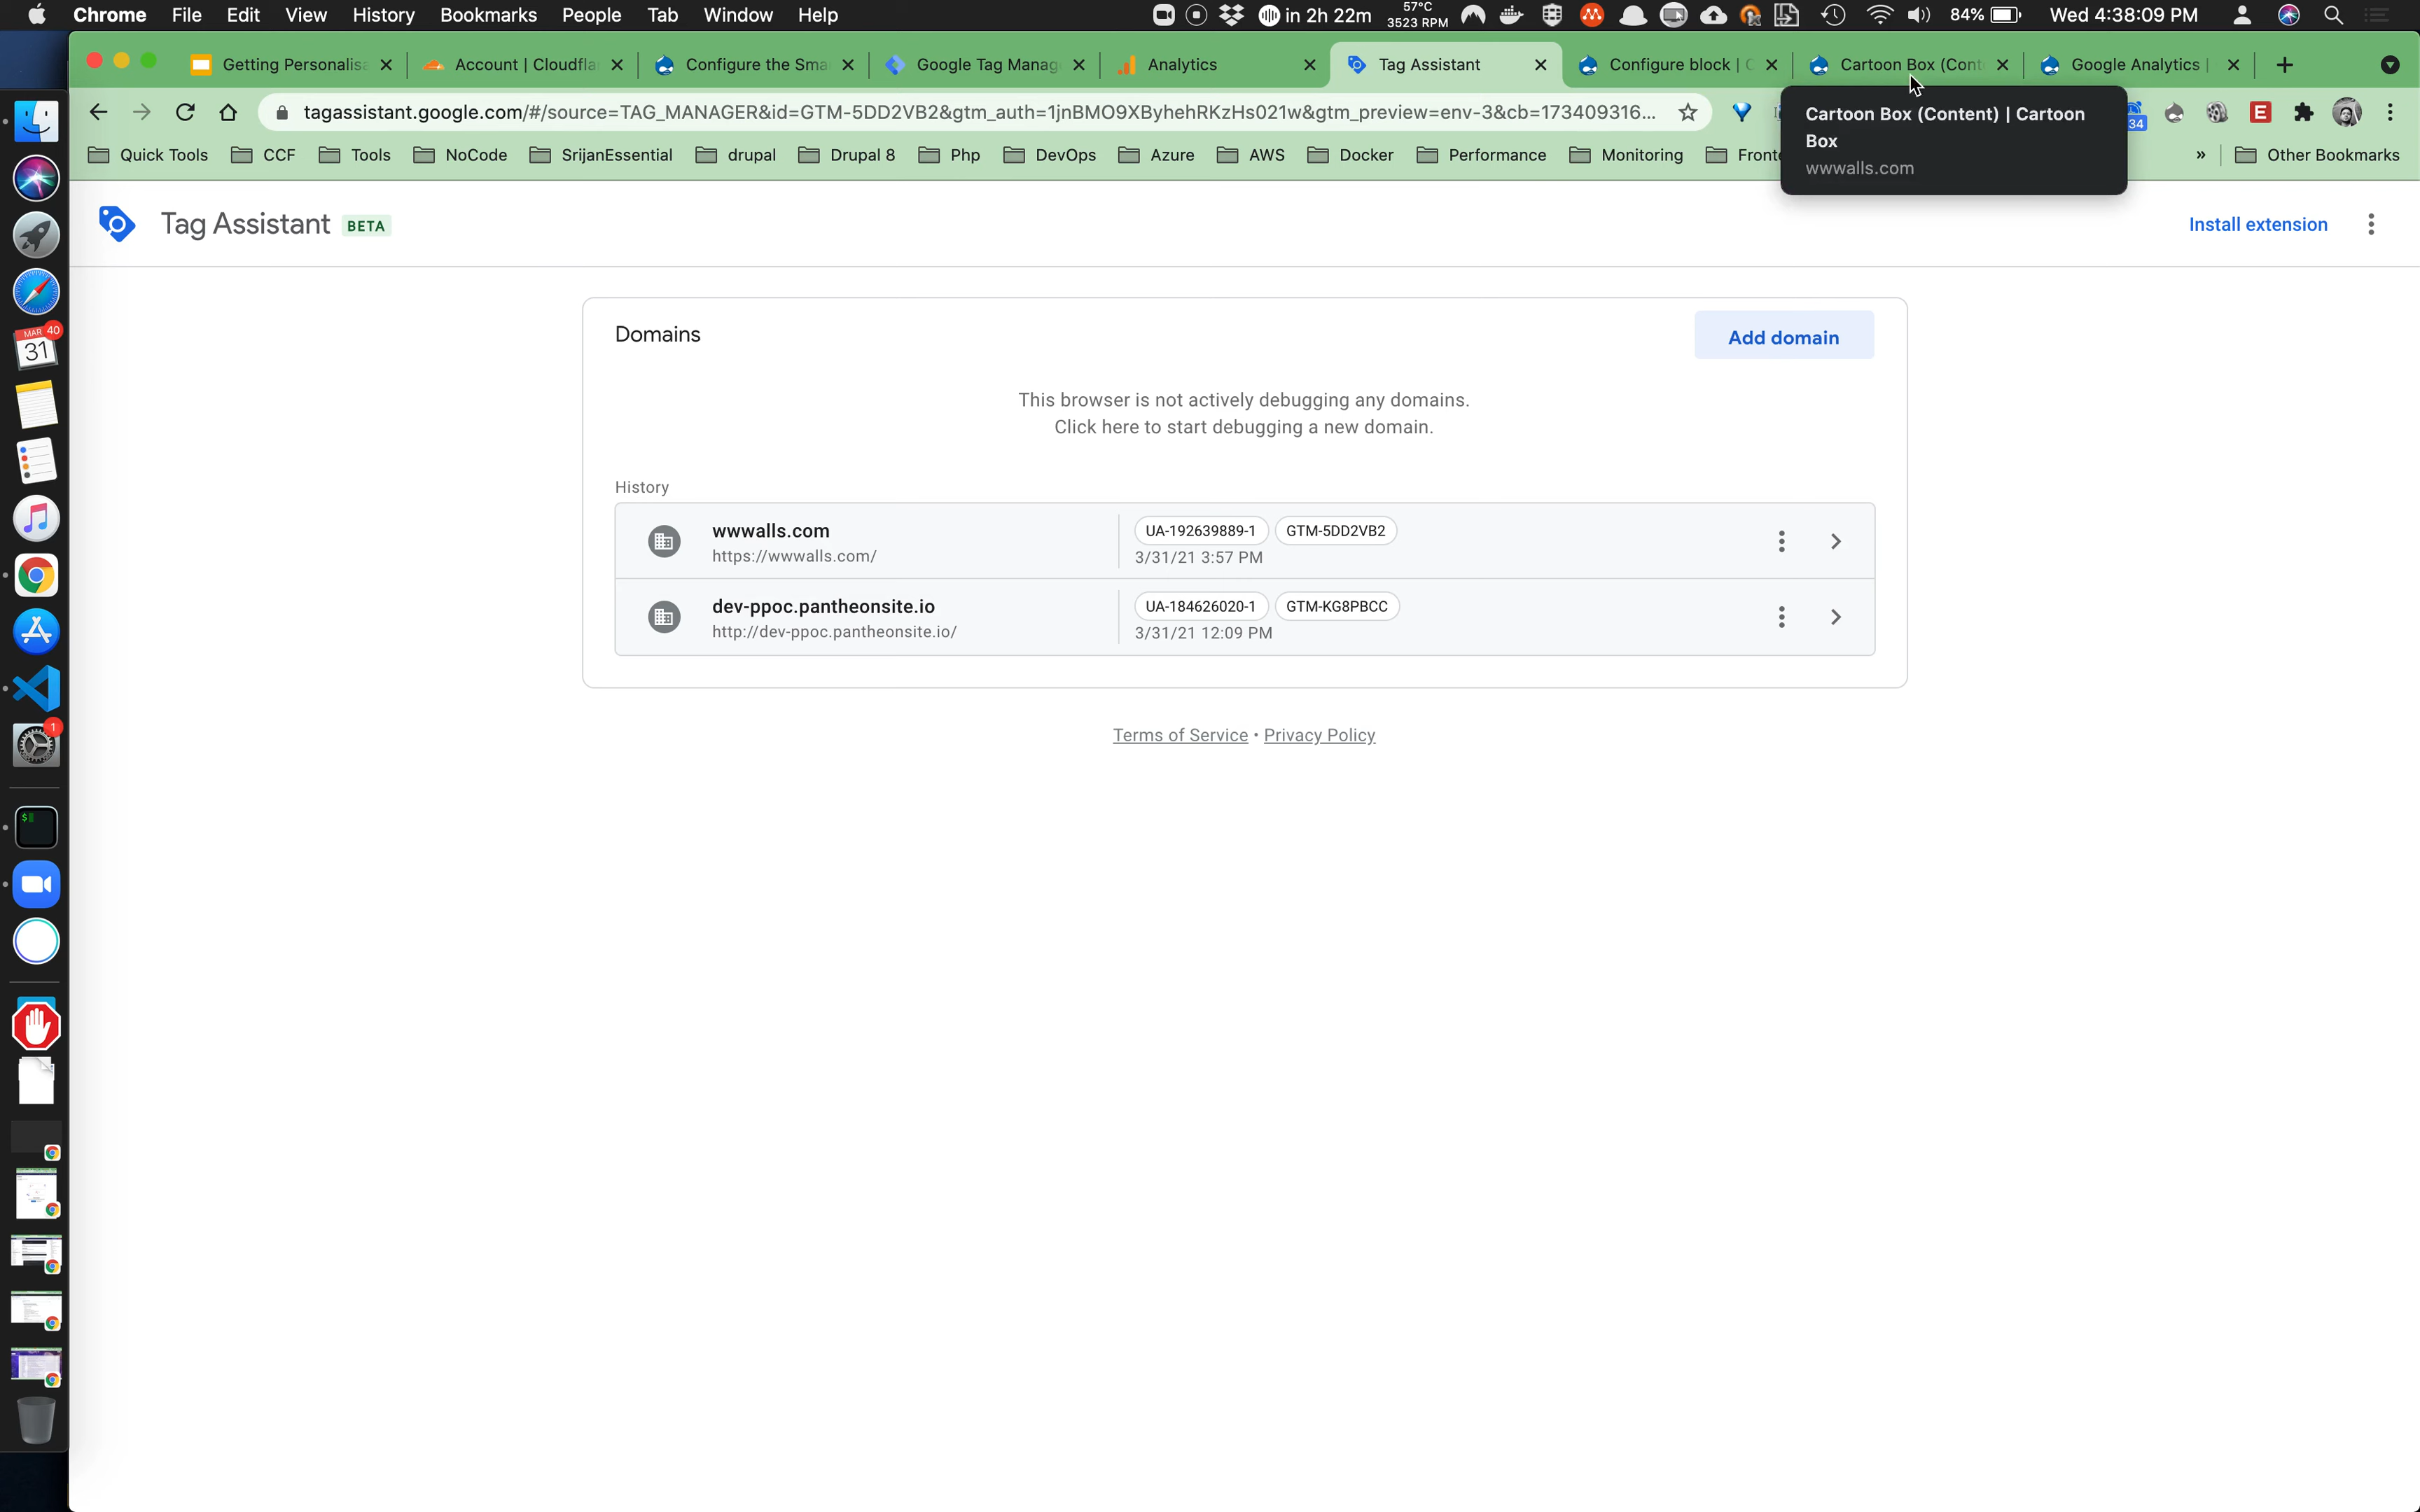 Chrome File Edit View History Bookmarks People Tab Window Help in 2h 22m 57°C 3523 RPM 84% Wed 4:38:09 PM
Getting Personalisa Account | Cloudfla Configure the Sma Google Tag Manag Analytics Tag Assistant Configure block | C Cartoon Box (Cont Google Analytics |
tagassistant.google.com/#/source=TAG_MANAGER&id=GTM-5DD2VB2&gtm_auth=1jnBMO9XByhehRKzHs021w&gtm_preview=env-3&cb=173409316... 34
Cartoon Box (Content) | Cartoon
Box
wwwalls.com
Quick Tools CCF Tools NoCode SrijanEssential drupal Drupal 8 Php DevOps Azure AWS Docker Performance Monitoring Fronte » Other Bookmarks
Tag Assistant BETA Install extension
Domains Add domain
This browser is not actively debugging any domains.
Click here to start debugging a new domain.
History
wwwalls.com UA-192639889-1 GTM-5DD2VB2
https://wwwalls.com/ 3/31/21 3:57 PM
dev-ppoc.pantheonsite.io UA-184626020-1 GTM-KG8PBCC
http://dev-ppoc.pantheonsite.io/ 3/31/21 12:09 PM
Terms of Service • Privacy Policy
MAR 40
31
1
$
E